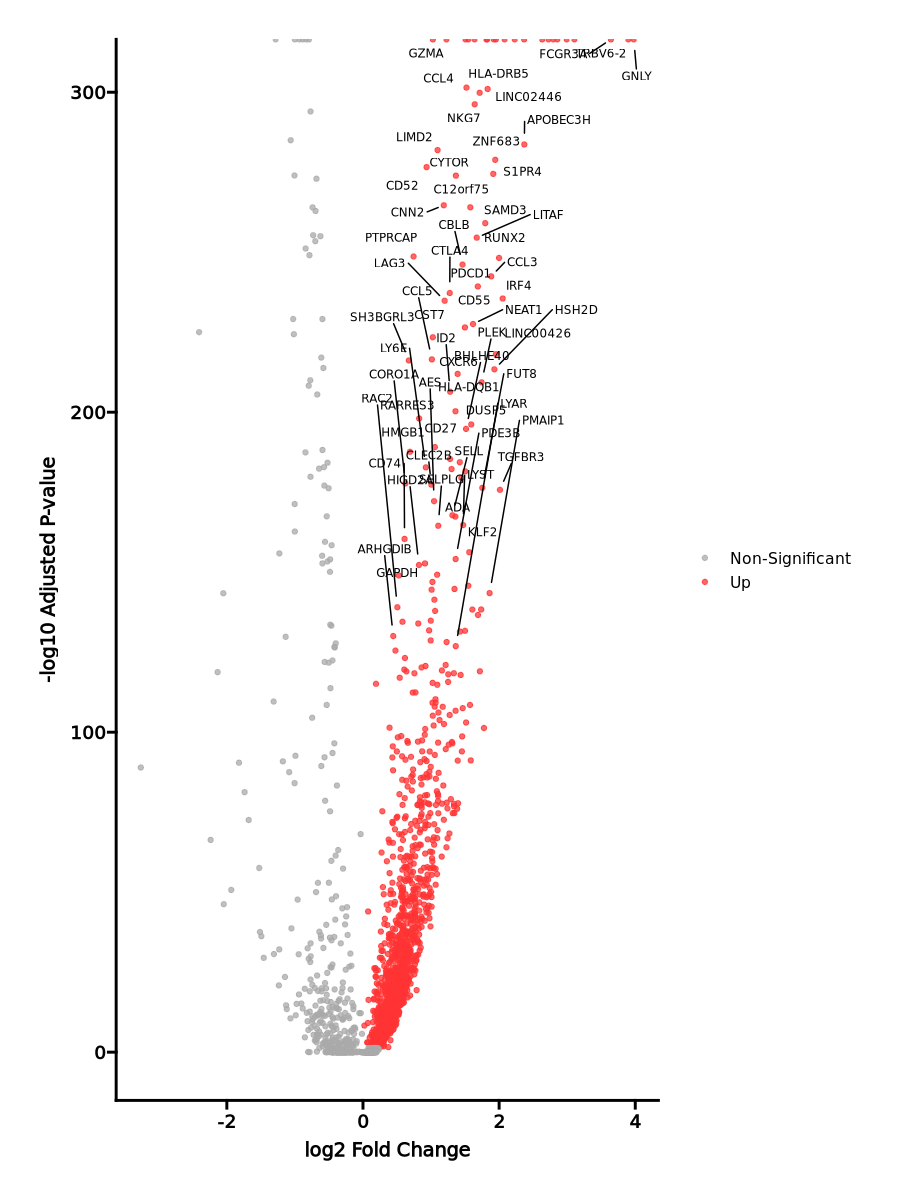 GZMA
FCGR3A
TRBV6-2
GNLY
CCL4
HLA-DRB5
300
LINC02446
NKG7
APOBEC3H
LIMD2
ZNF683
CYTOR
S1PR4
CD52
C12orf75
CNN2
SAMD3
LITAF
CBLB
PTPRCAP
RUNX2
CTLA4
LAG3
CCL3
PDCD1
CCL5
IRF4
CD55
SH3BGRL3
CST7
NEAT1
HSH2D
ID2
PLEK
LINC00426
LY6E
BHLHE40
CXCR6
CORO1A
AES
HLA-DQB1
FUT8
RAC2
RARRES3
200
DUSF5
LYAR
HMGB1
CD27
PDE3B
PMAIP1
CD74
CLEC2B
SELL
TGFBR3
HIGD2A
SELPLG
LYST
ADA
KLF2
ARHGDIB
GAPDH
Non-Significant
Up
100
0
-log10 Adjusted P-value
-2
0
2
4
log2 Fold Change